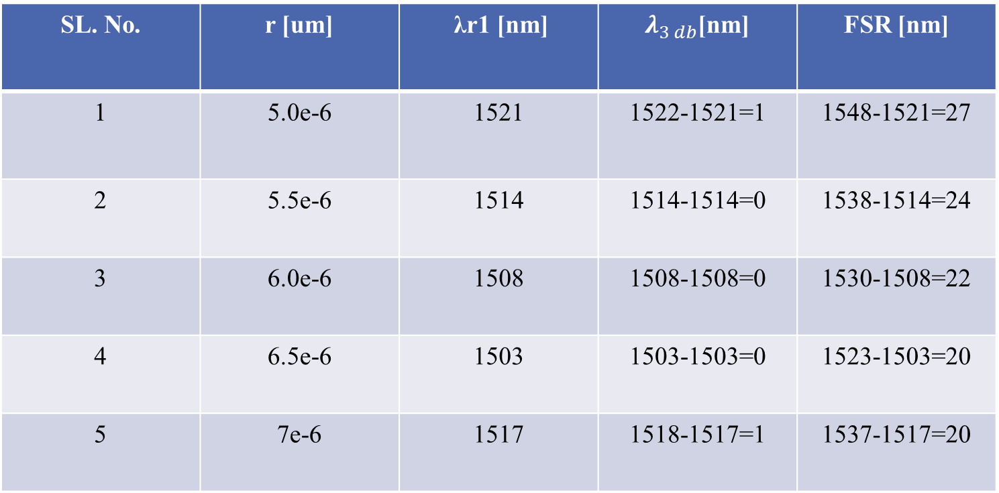 SL. No. r [um] λr1 [nm] λ3 db[nm] FSR [nm]
1 5.0e-6 1521 1522-1521=1 1548-1521=27
2 5.5e-6 1514 1514-1514=0 1538-1514=24
3 6.0e-6 1508 1508-1508=0 1530-1508=22
4 6.5e-6 1503 1503-1503=0 1523-1503=20
5 7e-6 1517 1518-1517=1 1537-1517=20